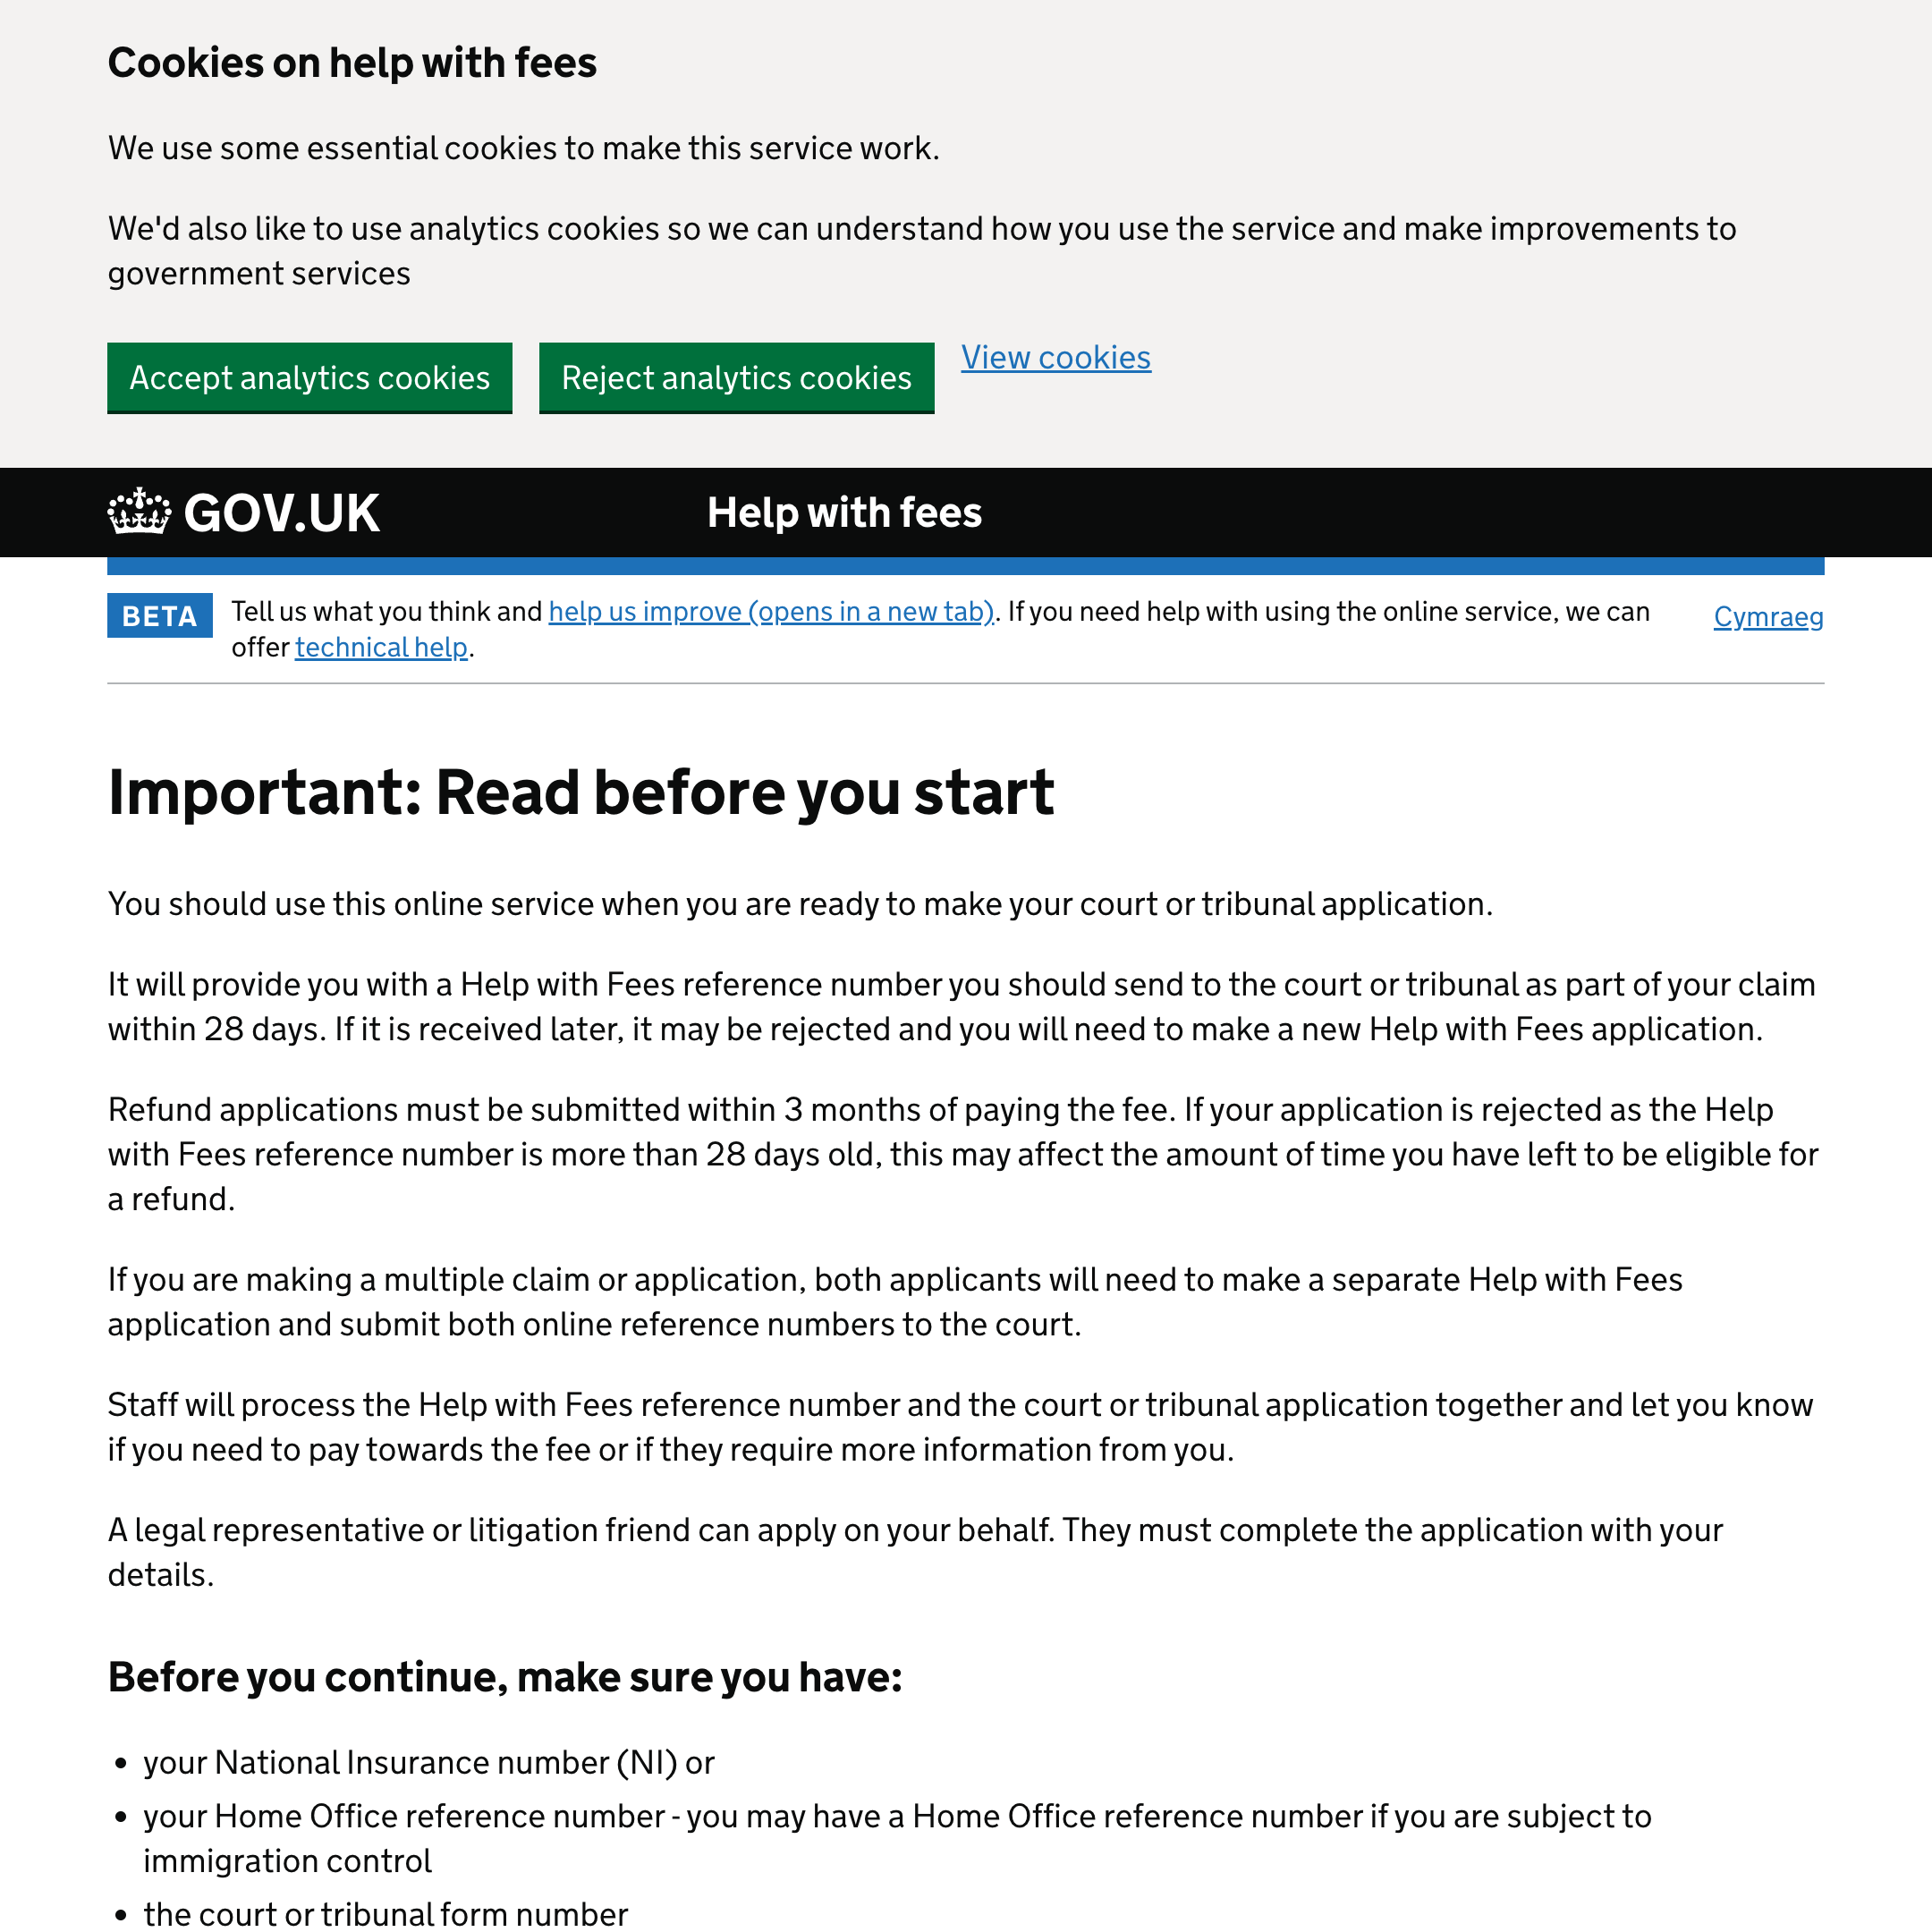 Cookies on help with fees
We use some essential cookies to make this service work.
We'd also like to use analytics cookies so we can understand how you use the service and make improvements to
government services
Accept analytics cookies
Reject analytics cookies
View cookies
GOV.UK
Help with fees
BETA
Tell us what you think and help us improve (opens in a new tab). If you need help with using the online service, we can
offer technical help.
Cymraeg
Important: Read before you start
You should use this online service when you are ready to make your court or tribunal application.
It will provide you with a Help with Fees reference number you should send to the court or tribunal as part of your claim
within 28 days. If it is received later, it may be rejected and you will need to make a new Help with Fees application.
Refund applications must be submitted within 3 months of paying the fee. If your application is rejected as the Help
with Fees reference number is more than 28 days old, this may affect the amount of time you have left to be eligible for
a refund.
If you are making a multiple claim or application, both applicants will need to make a separate Help with Fees
application and submit both online reference numbers to the court.
Staff will process the Help with Fees reference number and the court or tribunal application together and let you know
if you need to pay towards the fee or if they require more information from you.
A legal representative or litigation friend can apply on your behalf. They must complete the application with your
details.
Before you continue, make sure you have:
• your National Insurance number (NI) or
• your Home Office reference number - you may have a Home Office reference number if you are subject to
immigration control
• the court or tribunal form number